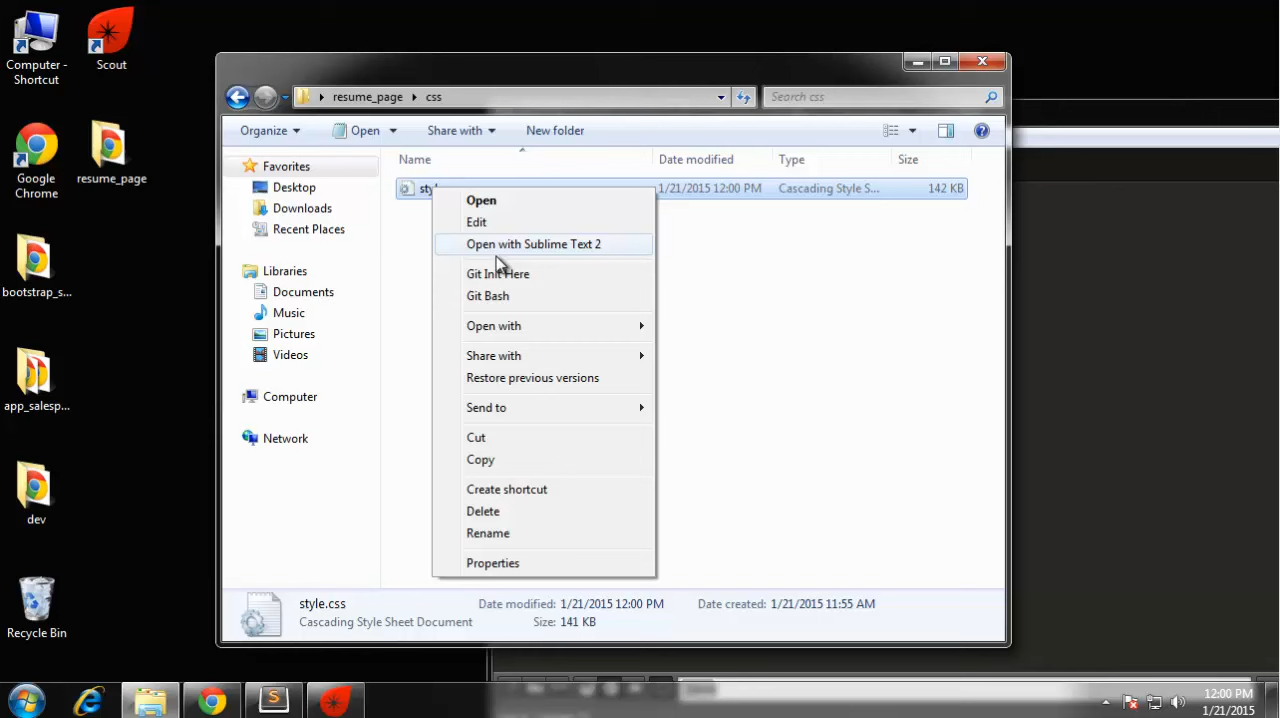 Computer -
Shortcut
Scout
Google
Chrome
resume_page
bootstrap_s...
app_salesp...
dev
Recycle Bin
resume_page
css
Search css
Organize
Open
Share with
New folder
Name
Date modified
Type
Size
Favorites
Desktop
Downloads
Recent Places
Libraries
Documents
Music
Pictures
Videos
Computer
Network
1/21/2015 12:00 PM
Cascading Style S...
142 KB
Open
Edit
Open with Sublime Text 2
Git Init Here
Git Bash
Open with
Share with
Restore previous versions
Send to
Cut
Copy
Create shortcut
Delete
Rename
Properties
style.css
Date modified: 1/21/2015 12:00 PM
Date created: 1/21/2015 11:55 AM
Cascading Style Sheet Document
Size: 141 KB
12:00 PM
1/21/2015